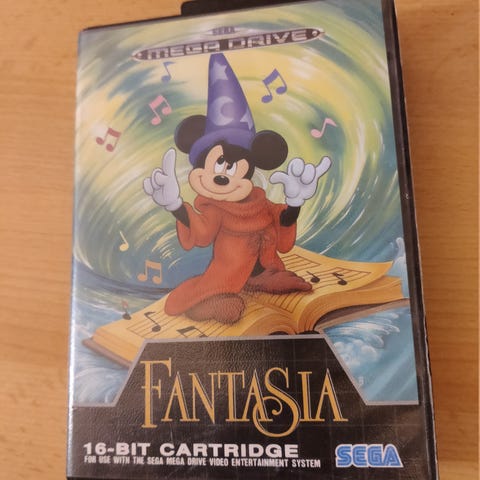 SEGA
MEGA DRIVE
FANTASIA
16-BIT CARTRIDGE
FOR USE WITH THE SEGA MEGA DRIVE VIDEO ENTERTAINMENT SYSTEM
SEGA